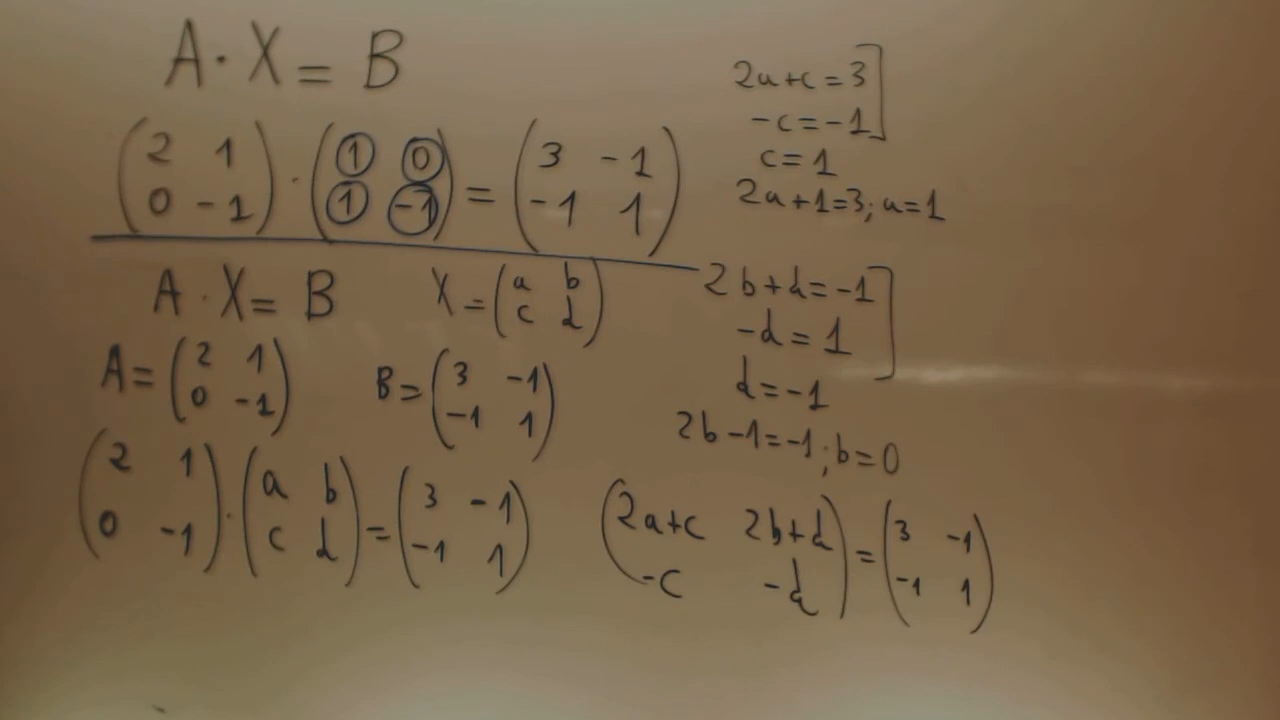 A · X = B
(2 1 0 -1) · (1 0 1 -1) = (3 -1 -1 1)
A · X = B X = (a b c d)
A = (2 1 0 -1) B = (3 -1 -1 1)
(2 1 0 -1) · (a b c d) = (3 -1 -1 1)
2a+c=3
-c=-1
c=1
2a+1=3; a=1
2b+d=-1
-d=1
d=-1
2b-1=-1; b=0
(2a+c 2b+d -c -d) = (3 -1 -1 1)